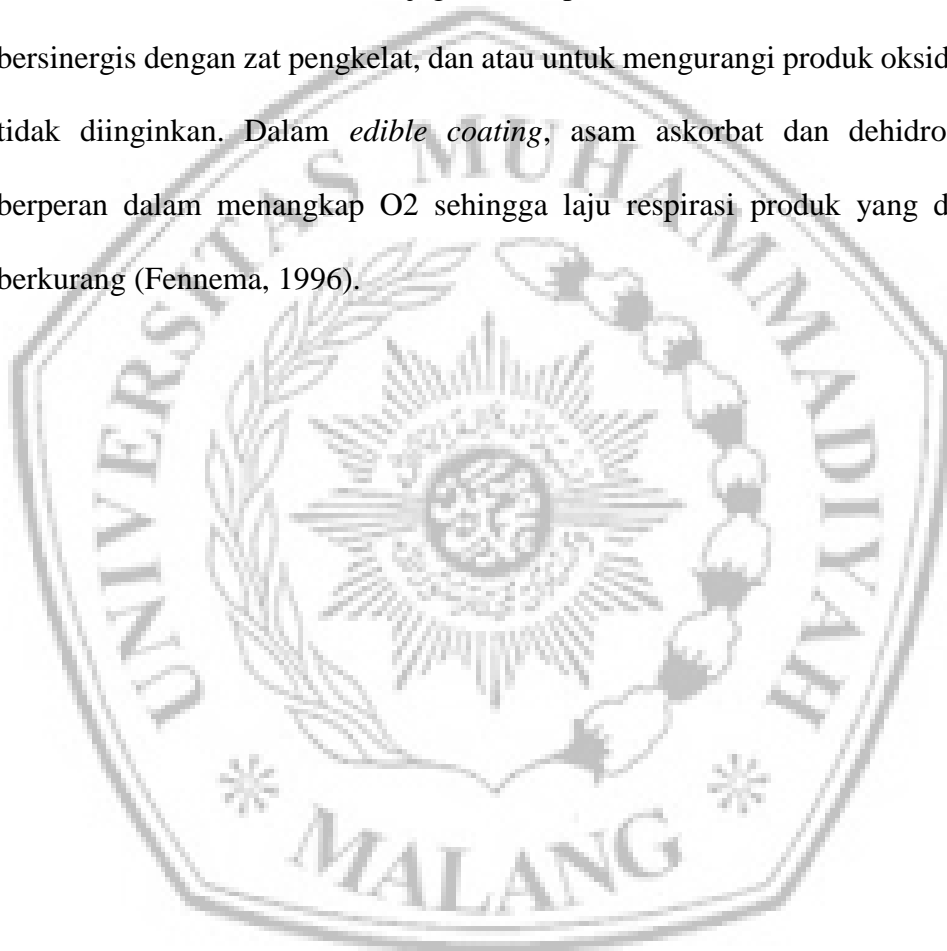 bersinergis dengan zat pengkelat, dan atau untuk mengurangi produk oksid
tidak diinginkan. Dalam edible coating, asam askorbat dan dehidro
berperan dalam menangkap O2 sehingga laju respirasi produk yang d
berkurang (Fennema, 1996).
UNIVERSITAS MUHAMMADIYAH
MALANG